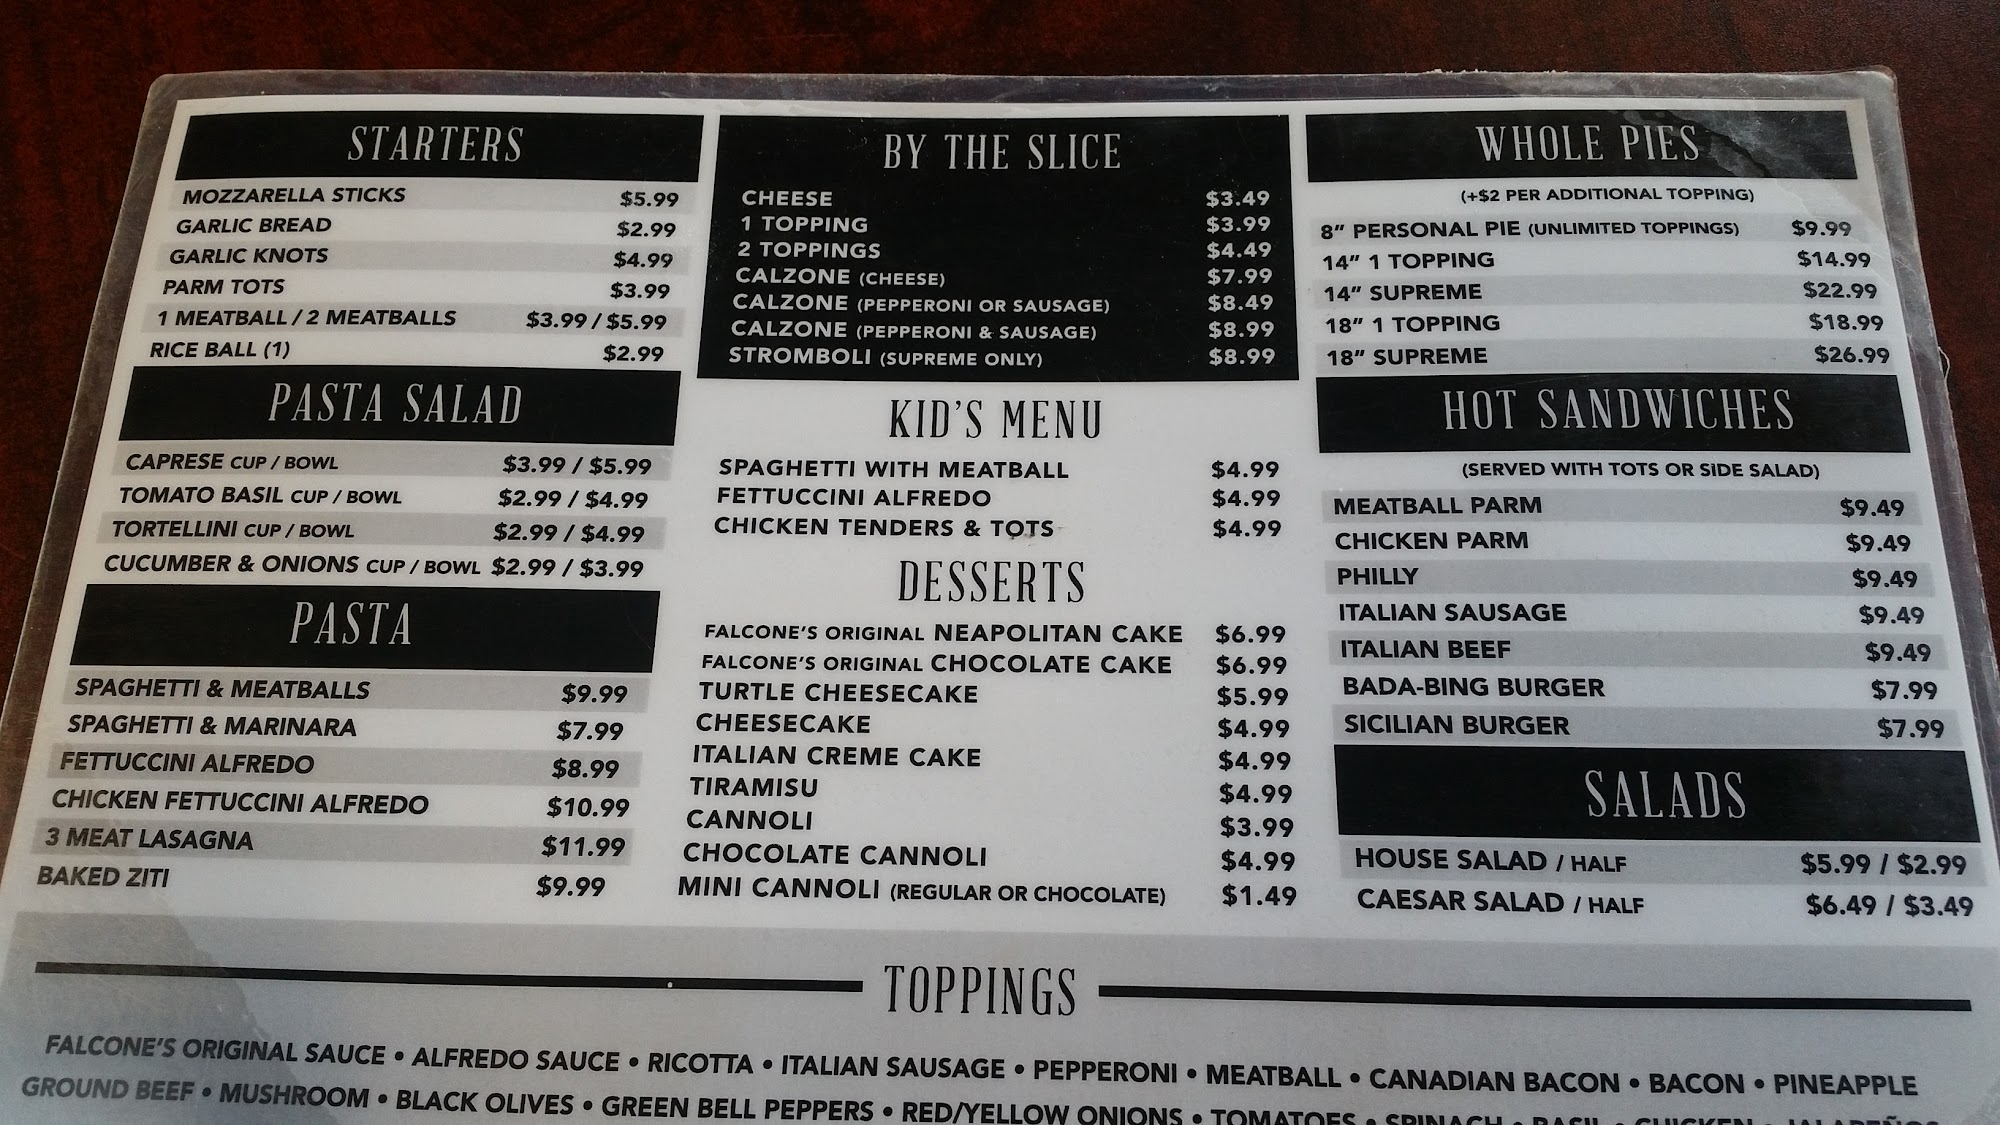 STARTERS
MOZZARELLA STICKS $5.99
GARLIC BREAD $2.99
GARLIC KNOTS $4.99
PARM TOTS $3.99
1 MEATBALL / 2 MEATBALLS $3.99 / $5.99
RICE BALL (1) $2.99
PASTA SALAD
CAPRESE CUP / BOWL $3.99 / $5.99
TOMATO BASIL CUP / BOWL $2.99 / $4.99
TORTELLINI CUP / BOWL $2.99 / $4.99
CUCUMBER & ONIONS CUP / BOWL $2.99 / $3.99
PASTA
SPAGHETTI & MEATBALLS $9.99
SPAGHETTI & MARINARA $7.99
FETTUCCINI ALFREDO $8.99
CHICKEN FETTUCCINI ALFREDO $10.99
3 MEAT LASAGNA $11.99
BAKED ZITI $9.99
BY THE SLICE
CHEESE $3.49
1 TOPPING $3.99
2 TOPPINGS $4.49
CALZONE (CHEESE) $7.99
CALZONE (PEPPERONI OR SAUSAGE) $8.49
CALZONE (PEPPERONI & SAUSAGE) $8.99
STROMBOLI (SUPREME ONLY) $8.99
KID'S MENU
SPAGHETTI WITH MEATBALL $4.99
FETTUCCINI ALFREDO $4.99
CHICKEN TENDERS & TOTS $4.99
DESSERTS
FALCONE'S ORIGINAL NEAPOLITAN CAKE $6.99
FALCONE'S ORIGINAL CHOCOLATE CAKE $6.99
TURTLE CHEESECAKE $5.99
CHEESECAKE $4.99
ITALIAN CREME CAKE $4.99
TIRAMISU $4.99
CANNOLI $3.99
CHOCOLATE CANNOLI $4.99
MINI CANNOLI (REGULAR OR CHOCOLATE) $1.49
WHOLE PIES
(+$2 PER ADDITIONAL TOPPING)
8" PERSONAL PIE (UNLIMITED TOPPINGS) $9.99
14" 1 TOPPING $14.99
14" SUPREME $22.99
18" 1 TOPPING $18.99
18" SUPREME $26.99
HOT SANDWICHES
(SERVED WITH TOTS OR SIDE SALAD)
MEATBALL PARM $9.49
CHICKEN PARM $9.49
PHILLY $9.49
ITALIAN SAUSAGE $9.49
ITALIAN BEEF $9.49
BADA-BING BURGER $7.99
SICILIAN BURGER $7.99
SALADS
HOUSE SALAD / HALF $5.99 / $2.99
CAESAR SALAD / HALF $6.49 / $3.49
TOPPINGS
FALCONE'S ORIGINAL SAUCE • ALFREDO SAUCE • RICOTTA • ITALIAN SAUSAGE • PEPPERONI • MEATBALL • CANADIAN BACON • BACON • PINEAPPLE
GROUND BEEF • MUSHROOM • BLACK OLIVES • GREEN BELL PEPPERS • RED/YELLOW ONIONS • TOMATOES • SPINACH • BASIL • CHICKEN • JALAPEÑOS